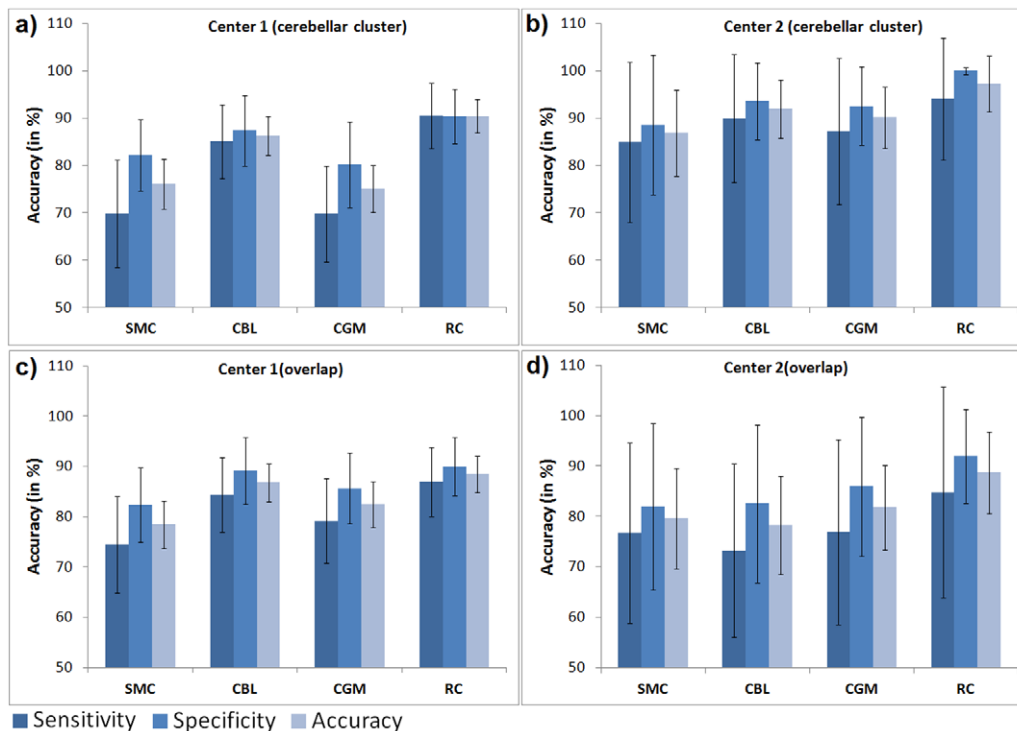 a)
Center 1 (cerebellar cluster)
Accuracy (in %)
110
100
90
80
70
60
50
SMC CBL CGM RC
b)
Center 2 (cerebellar cluster)
Accuracy (in %)
110
100
90
80
70
60
50
SMC CBL CGM RC
c)
Center 1(overlap)
Accuracy (in %)
110
100
90
80
70
60
50
SMC CBL CGM RC
d)
Center 2(overlap)
Accuracy (in %)
110
100
90
80
70
60
50
SMC CBL CGM RC
Sensitivity Specificity Accuracy